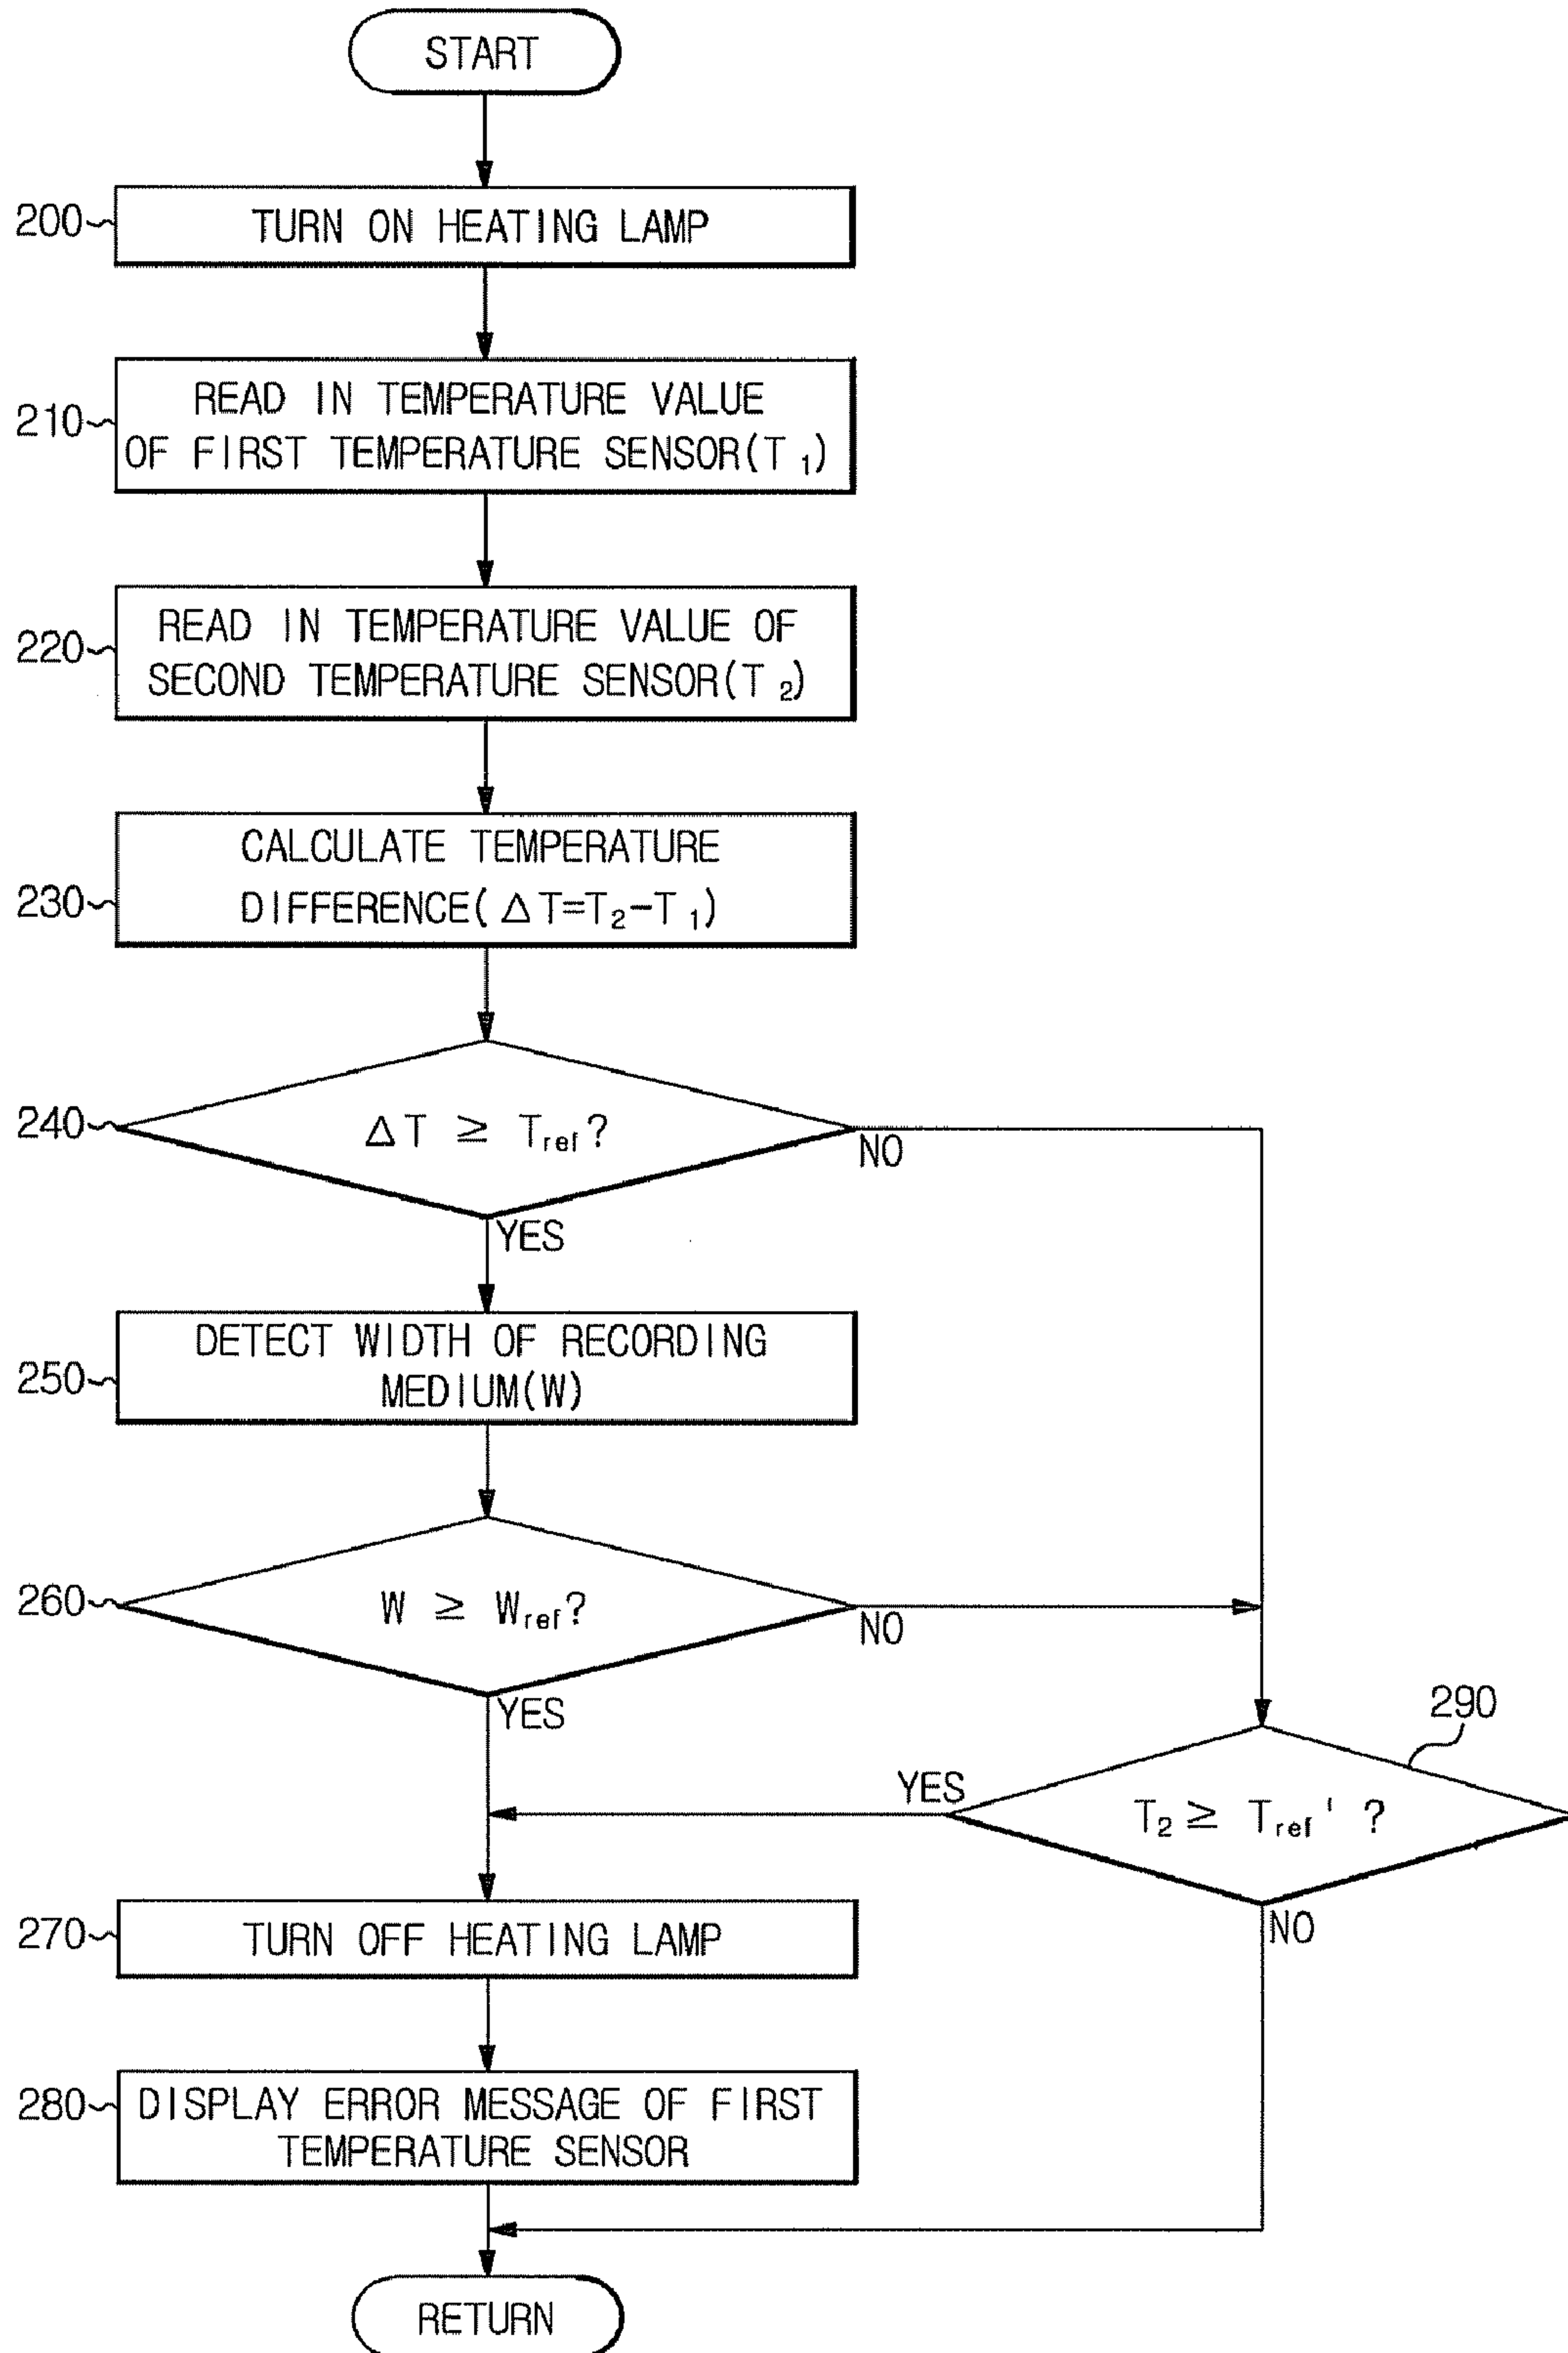 START
200
TURN ON HEATING LAMP
210
READ IN TEMPERATURE VALUE
OF FIRST TEMPERATURE SENSOR(T₁)
220
READ IN TEMPERATURE VALUE OF
SECOND TEMPERATURE SENSOR(T₂)
230
CALCULATE TEMPERATURE
DIFFERENCE(△T=T₂-T₁)
240
△T ≥ Tref?
NO
YES
250
DETECT WIDTH OF RECORDING
MEDIUM(W)
260
W ≥ Wref?
NO
YES
290
YES
T₂ ≥ Tref' ?
NO
270
TURN OFF HEATING LAMP
280
DISPLAY ERROR MESSAGE OF FIRST
TEMPERATURE SENSOR
RETURN